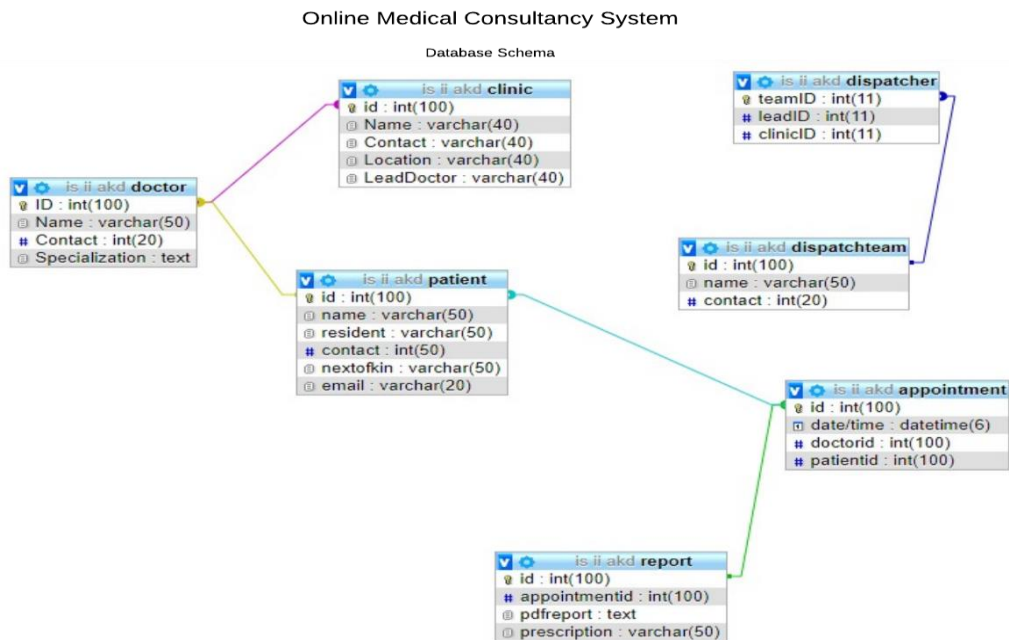 Online Medical Consultancy System
Database Schema
is ii akd clinic
id : int(100)
Name : varchar(40)
Contact : varchar(40)
Location : varchar(40)
LeadDoctor : varchar(40)
is ii akd dispatcher
teamID : int(11)
leadID : int(11)
clinicID : int(11)
is ii akd doctor
ID : int(100)
Name : varchar(50)
Contact : int(20)
Specialization : text
is ii akd dispatchteam
id : int(100)
name : varchar(50)
contact : int(20)
is ii akd patient
id : int(100)
name : varchar(50)
resident : varchar(50)
contact : int(50)
nextofkin : varchar(50)
email : varchar(20)
is ii akd appointment
id : int(100)
date/time : datetime(6)
doctorid : int(100)
patientid : int(100)
is ii akd report
id : int(100)
appointmentid : int(100)
pdfreport : text
prescription : varchar(50)